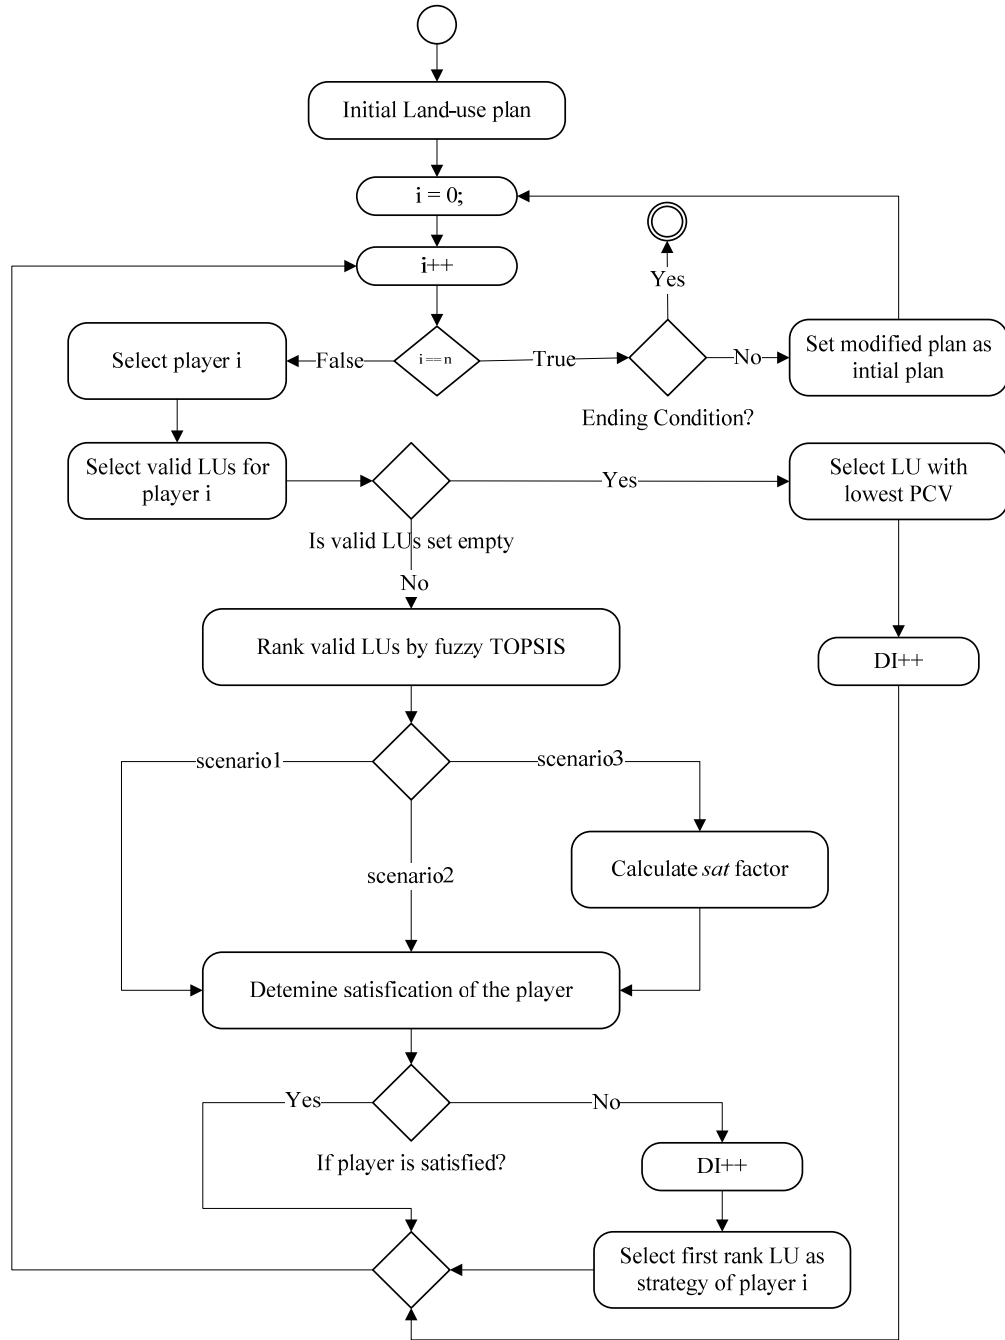 Initial Land-use plan
i = 0;
i++
Yes
Select player i
False
i == n
True
No
Set modified plan as
intial plan
Ending Condition?
Select valid LUs for
player i
Yes
Select LU with
lowest PCV
Is valid LUs set empty
No
Rank valid LUs by fuzzy TOPSIS
DI++
scenario1
scenario3
scenario2
Calculate sat factor
Detemine satisfication of the player
Yes
No
If player is satisfied?
DI++
Select first rank LU as
strategy of player i